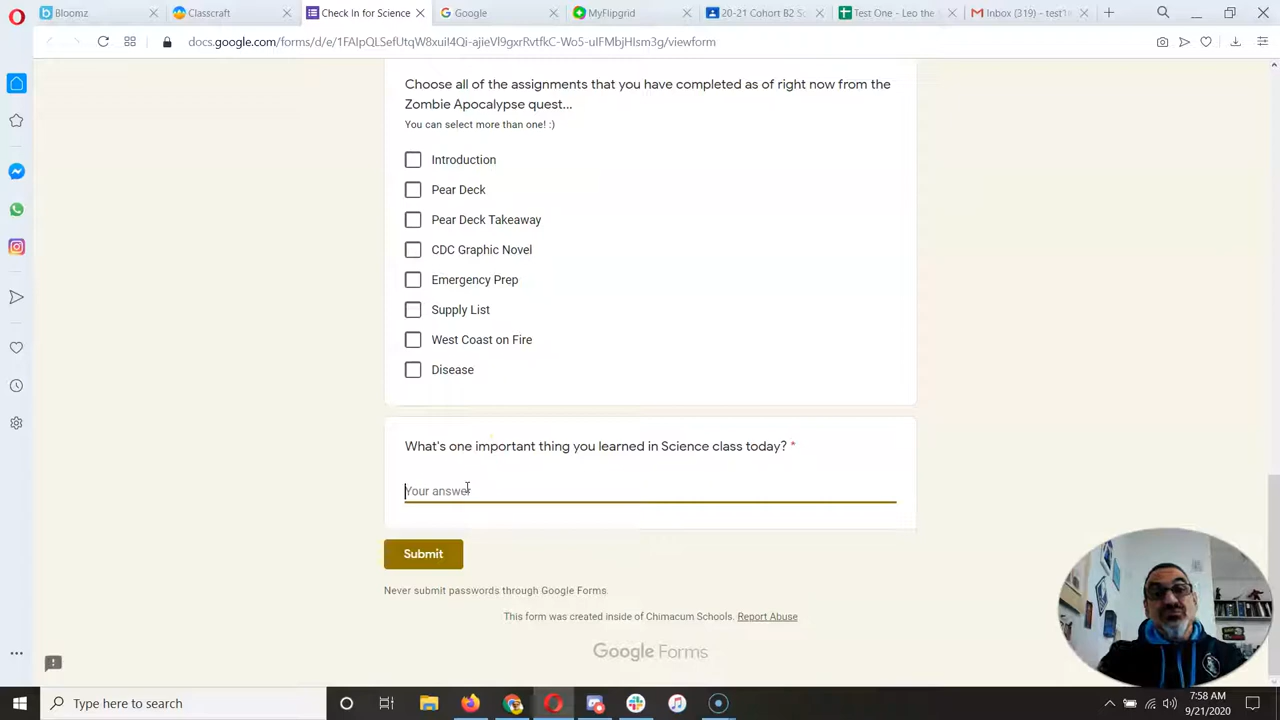 Bloomz
Classcraft
Check In for Science
Google
MyFlipgrid
20-21 Cohort B2 Sc
Test One - Leo the
Inbox (319) - test1
docs.google.com/forms/d/e/1FAIpQLSefUtqW8xuiI4Qi-ajieVl9gxrRvtfkC-Wo5-uIFMbjHIsm3g/viewform
Choose all of the assignments that you have completed as of right now from the
Zombie Apocalypse quest...
You can select more than one! :)
Introduction
Pear Deck
Pear Deck Takeaway
CDC Graphic Novel
Emergency Prep
Supply List
West Coast on Fire
Disease
What's one important thing you learned in Science class today? *
Your answer
Submit
Never submit passwords through Google Forms.
This form was created inside of Chimacum Schools. Report Abuse
Google Forms
Type here to search
7:58 AM
9/21/2020